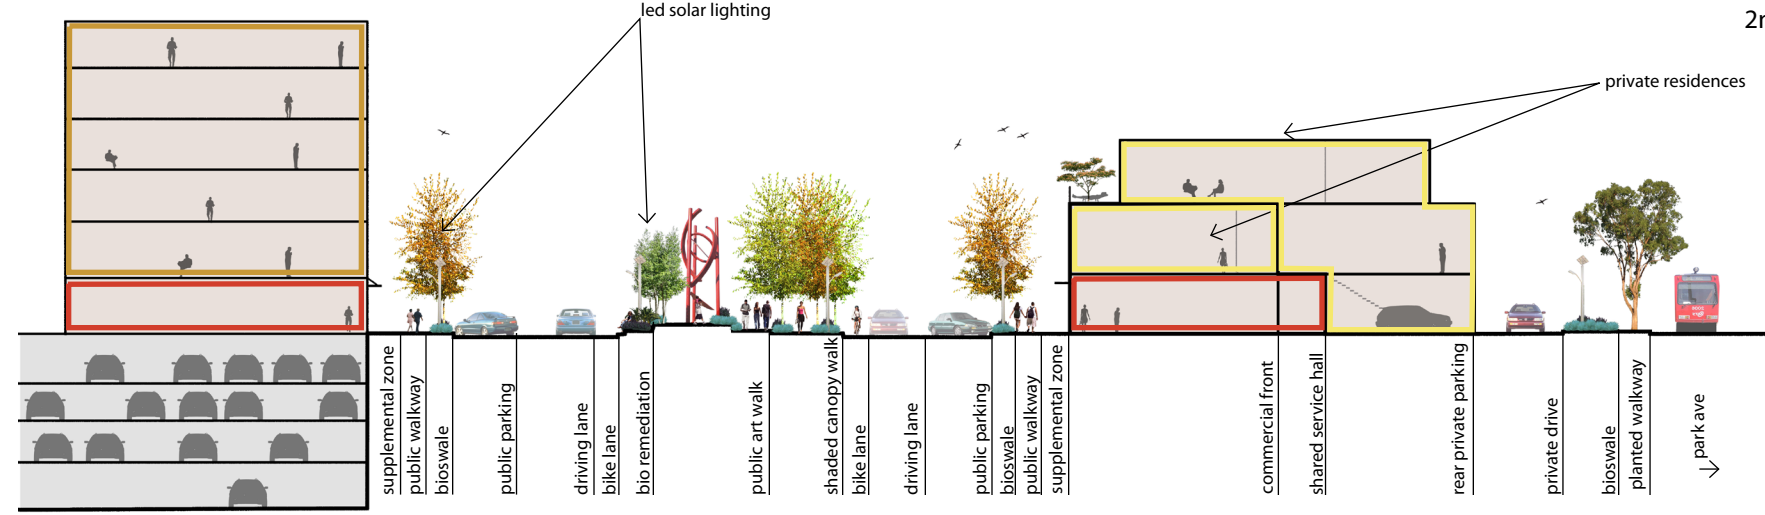 led solar lighting
2
private residences
supplemental zone
public walkway
bioswale
public parking
driving lane
bike lane
bio remediation
public art walk
shaded canopy walk
bike lane
driving lane
public parking
bioswale
public walkway
supplemental zone
commercial front
shared service hall
rear private parking
private drive
bioswale
planted walkway
park ave